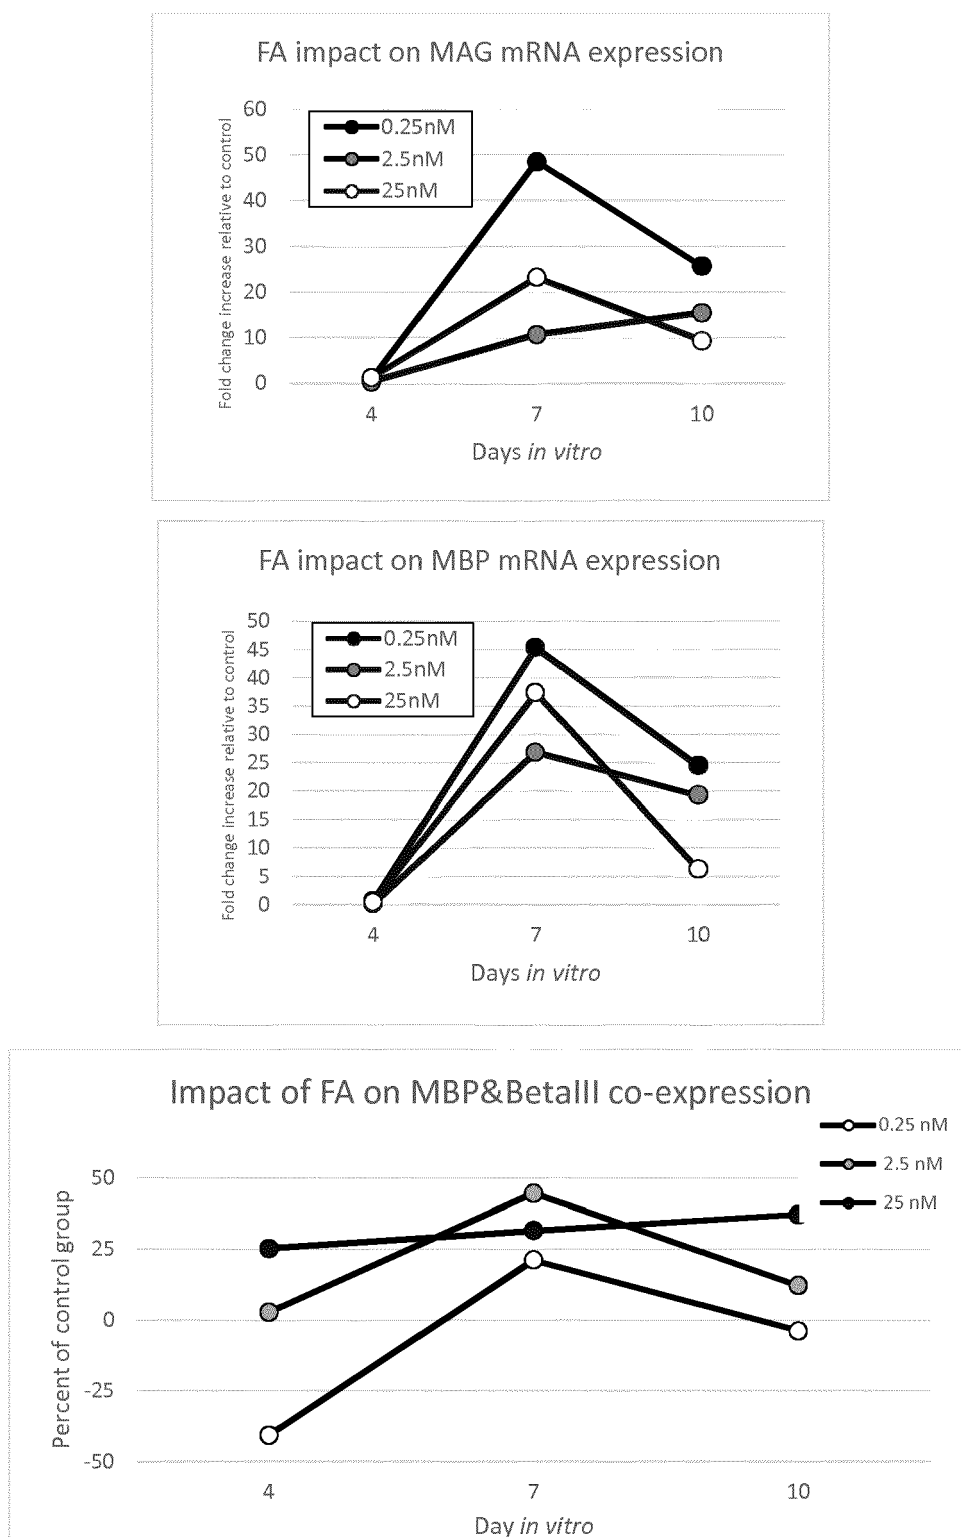 FA impact on MAG mRNA expression
Fold change increase relative to control
60
50
40
30
20
10
0
0.25nM
2.5nM
25nM
4 7 10
Days in vitro
FA impact on MBP mRNA expression
Fold change increase relative to control
50
45
40
35
30
25
20
15
10
5
0
0.25nM
2.5nM
25nM
4 7 10
Days in vitro
Impact of FA on MBP&BetaIII co-expression
0.25 nM
2.5 nM
25 nM
Percent of control group
50
25
0
-25
-50
4 7 10
Day in vitro